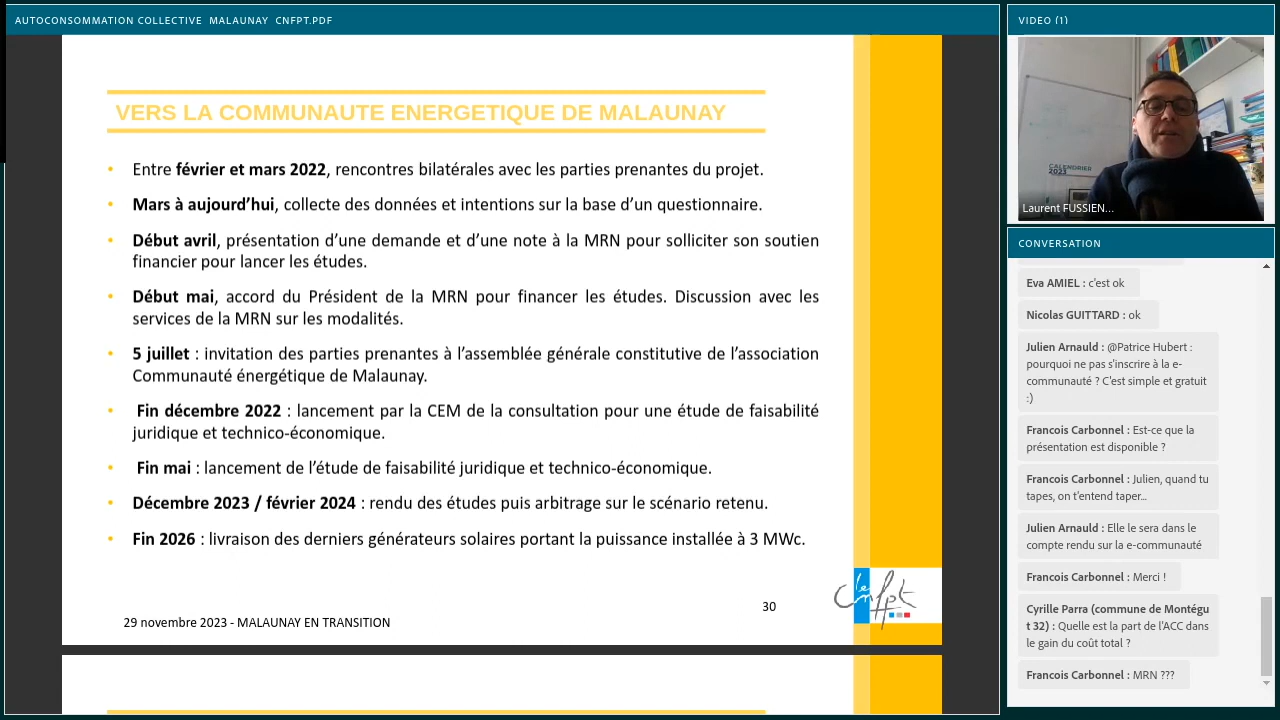 AUTOCONSOMMATION COLLECTIVE MALAUNAY CNFPT.PDF
VERS LA COMMUNAUTE ENERGETIQUE DE MALAUNAY
• Entre février et mars 2022, rencontres bilatérales avec les parties prenantes du projet.
• Mars à aujourd’hui, collecte des données et intentions sur la base d’un questionnaire.
• Début avril, présentation d’une demande et d’une note à la MRN pour solliciter son soutien
financier pour lancer les études.
• Début mai, accord du Président de la MRN pour financer les études. Discussion avec les
services de la MRN sur les modalités.
• 5 juillet : invitation des parties prenantes à l’assemblée générale constitutive de l’association
Communauté énergétique de Malaunay.
• Fin décembre 2022 : lancement par la CEM de la consultation pour une étude de faisabilité
juridique et technico-économique.
• Fin mai : lancement de l’étude de faisabilité juridique et technico-économique.
• Décembre 2023 / février 2024 : rendu des études puis arbitrage sur le scénario retenu.
• Fin 2026 : livraison des derniers générateurs solaires portant la puissance installée à 3 MWc.
le cnfpt
30
29 novembre 2023 - MALAUNAY EN TRANSITION
VIDEO (1)
CALENDRIER
2023
Laurent FUSSIEN...
CONVERSATION
Eva AMIEL : c'est ok
Nicolas GUITTARD : ok
Julien Arnauld : @Patrice Hubert :
pourquoi ne pas s'inscrire à la e-
communauté ? C'est simple et gratuit
:)
Francois Carbonnel : Est-ce que la
présentation est disponible ?
Francois Carbonnel : Julien, quand tu
tapes, on t'entend taper...
Julien Arnauld : Elle le sera dans le
compte rendu sur la e-communauté
Francois Carbonnel : Merci !
Cyrille Parra (commune de Montégu
t 32) : Quelle est la part de l'ACC dans
le gain du coût total ?
Francois Carbonnel : MRN ???